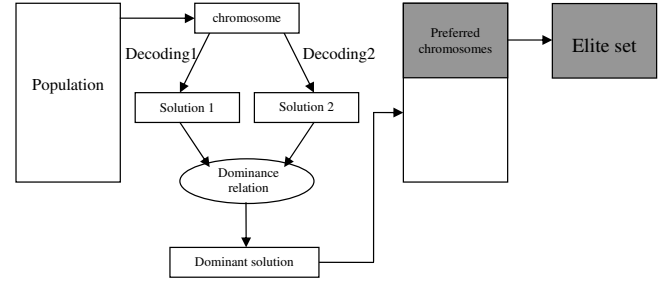 chromosome
Preferred
chromosomes
Elite set
Decoding1
Decoding2
Population
Solution 1
Solution 2
Dominance
relation
Dominant solution